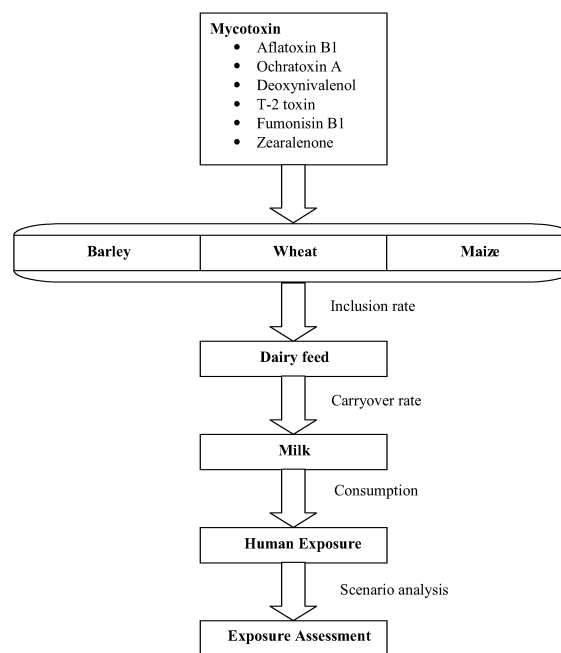 Mycotoxin
• Aflatoxin B1
• Ochratoxin A
• Deoxynivalenol
• T-2 toxin
• Fumonisin B1
• Zearalenone
Barley Wheat Maize
Inclusion rate
Dairy feed
Carryover rate
Milk
Consumption
Human Exposure
Scenario analysis
Exposure Assessment